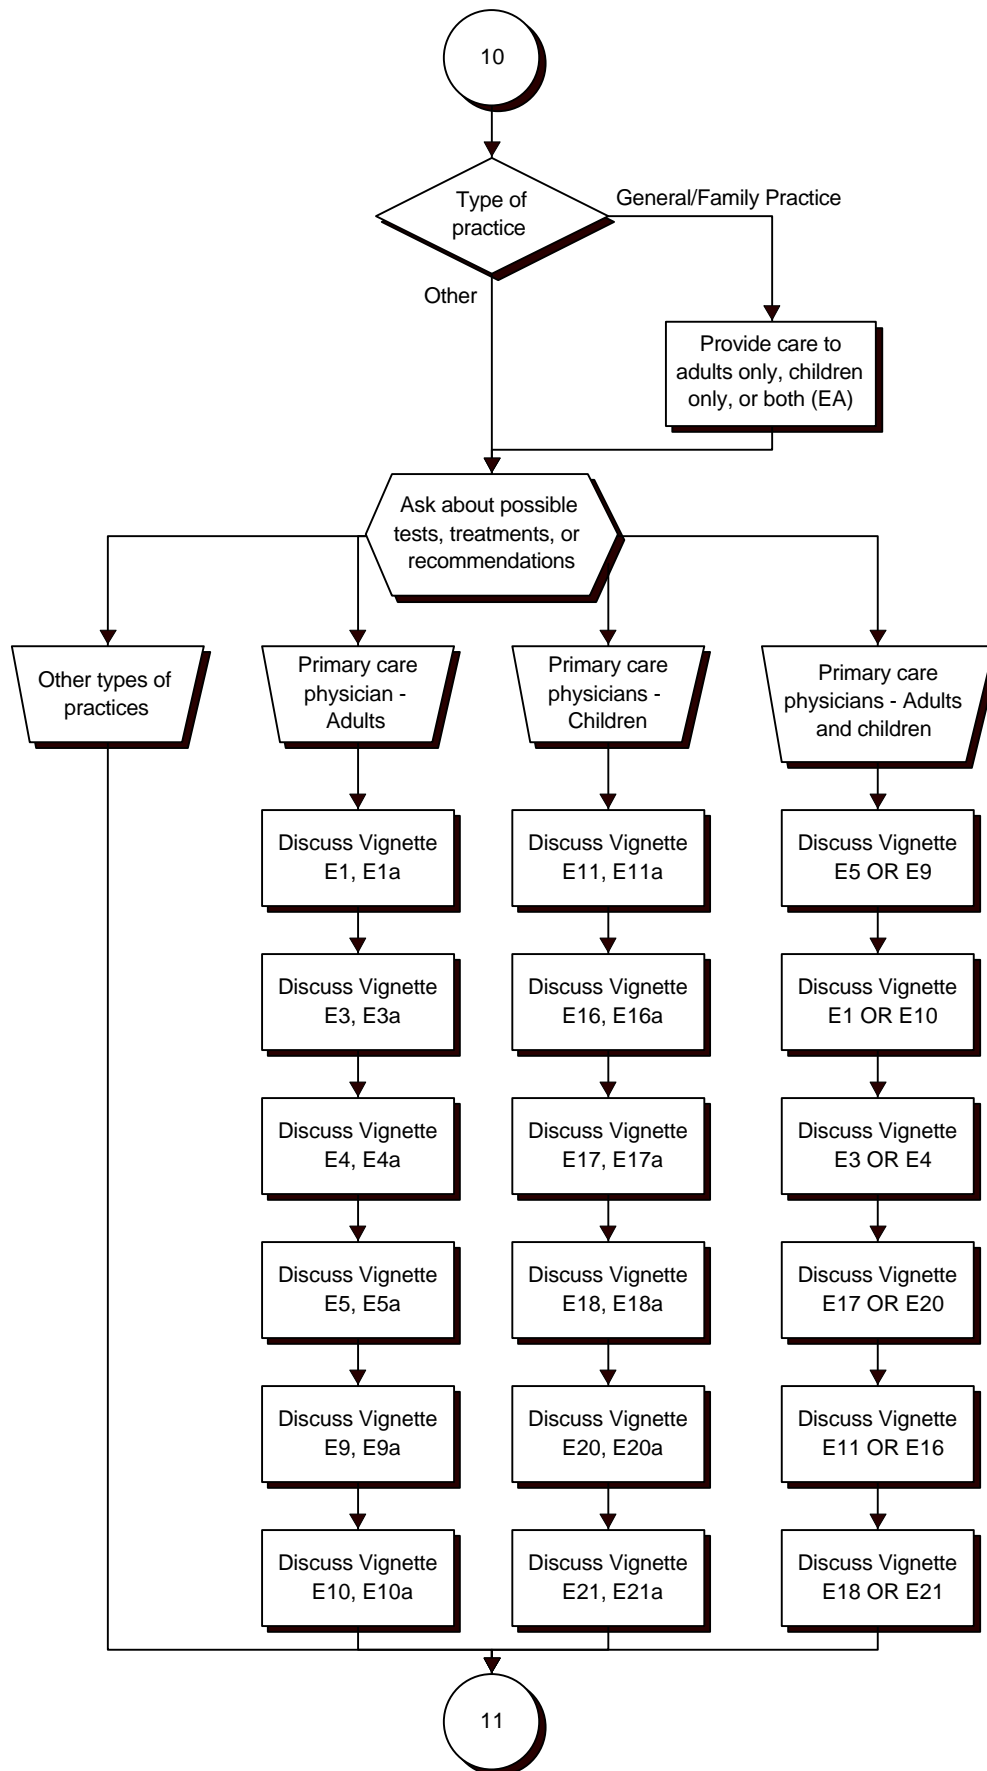 10
Type of
practice
General/Family Practice
Other
Provide care to
adults only, children
only, or both (EA)
Ask about possible
tests, treatments, or
recommendations
Other types of
practices
Primary care
physician -
Adults
Primary care
physicians -
Children
Primary care
physicians - Adults
and children
Discuss Vignette
E1, E1a
Discuss Vignette
E11, E11a
Discuss Vignette
E5 OR E9
Discuss Vignette
E3, E3a
Discuss Vignette
E16, E16a
Discuss Vignette
E1 OR E10
Discuss Vignette
E4, E4a
Discuss Vignette
E17, E17a
Discuss Vignette
E3 OR E4
Discuss Vignette
E5, E5a
Discuss Vignette
E18, E18a
Discuss Vignette
E17 OR E20
Discuss Vignette
E9, E9a
Discuss Vignette
E20, E20a
Discuss Vignette
E11 OR E16
Discuss Vignette
E10, E10a
Discuss Vignette
E21, E21a
Discuss Vignette
E18 OR E21
11